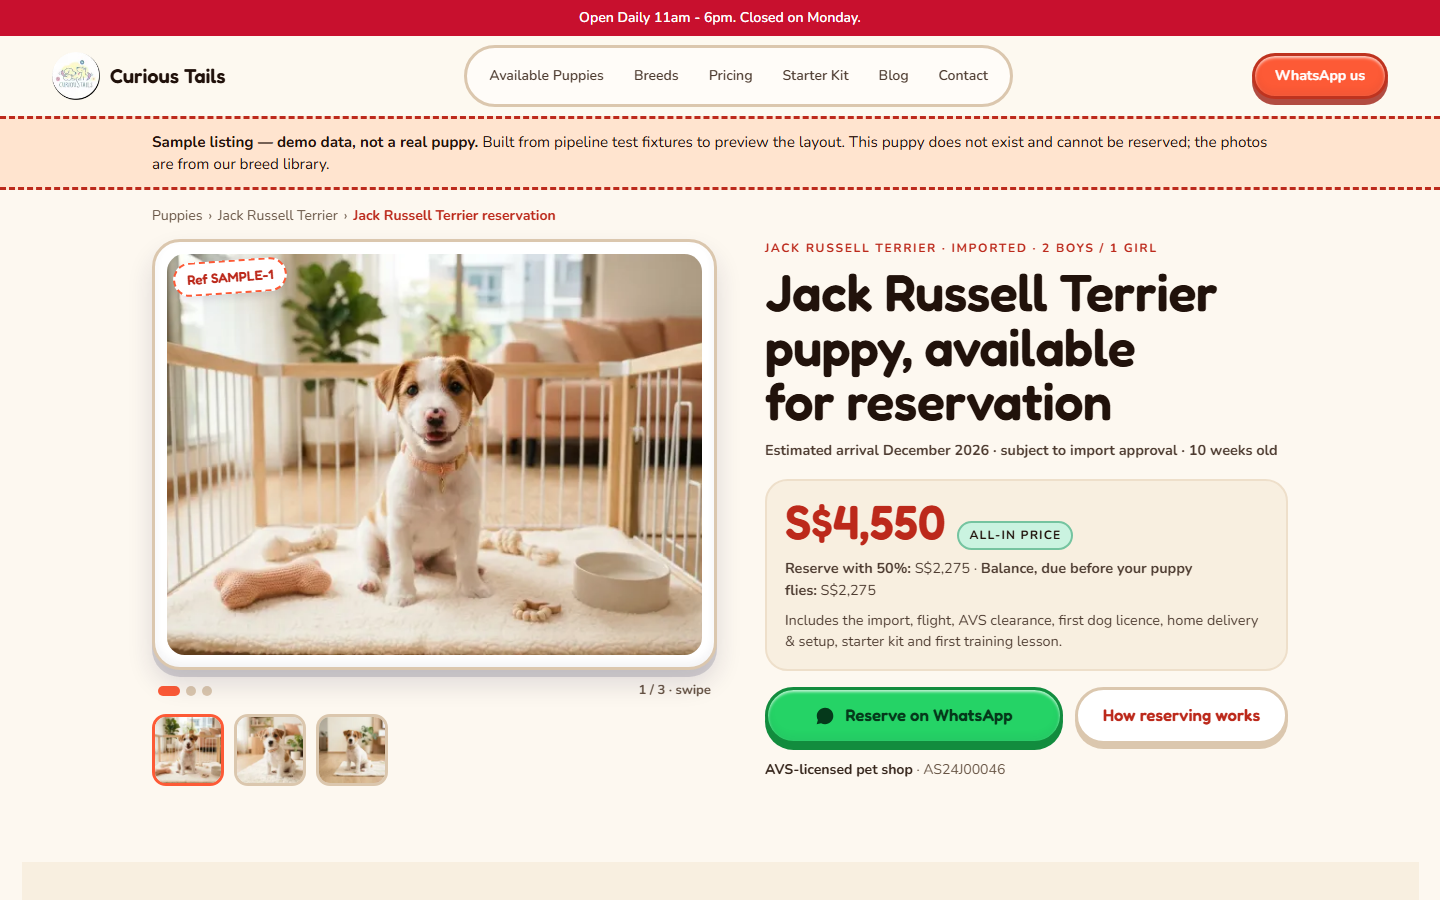 Open Daily 11am - 6pm. Closed on Monday.
Curious Tails
Available Puppies
Breeds
Pricing
Starter Kit
Blog
Contact
WhatsApp us
Sample listing — demo data, not a real puppy. Built from pipeline test fixtures to preview the layout. This puppy does not exist and cannot be reserved; the photos
are from our breed library.
Puppies › Jack Russell Terrier › Jack Russell Terrier reservation
Ref SAMPLE-1
1 / 3 · swipe
JACK RUSSELL TERRIER · IMPORTED · 2 BOYS / 1 GIRL
Jack Russell Terrier
puppy, available
for reservation
Estimated arrival December 2026 · subject to import approval · 10 weeks old
S$4,550
ALL-IN PRICE
Reserve with 50%: S$2,275 · Balance, due before your puppy
flies: S$2,275
Includes the import, flight, AVS clearance, first dog licence, home delivery
& setup, starter kit and first training lesson.
Reserve on WhatsApp
How reserving works
AVS-licensed pet shop · AS24J00046